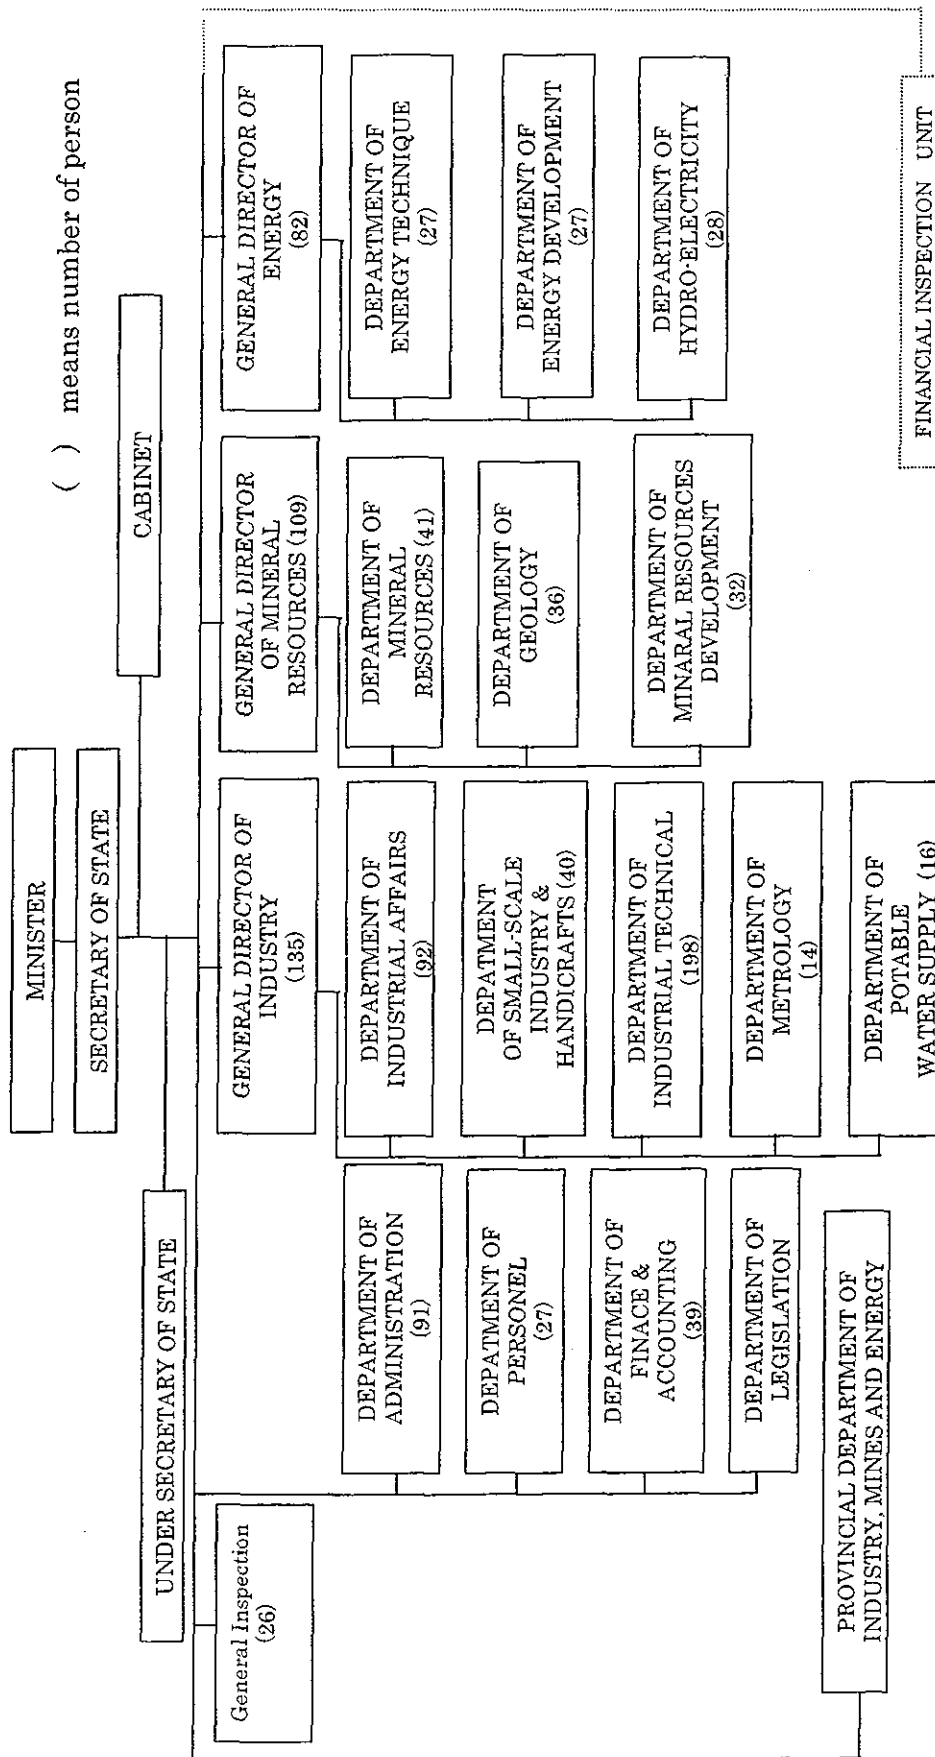 ( ) means number of person
MINISTER
SECRETARY OF STATE
CABINET
UNDER SECRETARY OF STATE
General Inspection
(26)
DEPARTMENT OF
ADMINISTRATION
(91)
DEPATMENT OF
PERSONEL
(27)
DEPARTMENT OF
FINACE &
ACCOUNTING
(39)
DEPARTMENT OF
LEGISLATION
PROVINCIAL DEPARTMENT OF
INDUSTRY, MINES AND ENERGY
GENERAL DIRECTOR OF
INDUSTRY
(135)
DEPARTMENT OF
INDUSTRIAL AFFAIRS
(92)
DEPATMENT
OF SMALL-SCALE
INDUSTRY &
HANDICRAFTS (40)
DEPARTMENT OF
INDUSTRIAL TECHNICAL
(198)
DEPARTMENT OF
METROLOGY
(14)
DEPARTMENT OF
POTABLE
WATER SUPPLY (16)
GENERAL DIRECTOR
OF MINERAL
RESOURCES (109)
DEPARTMENT OF
MINERAL
RESOURCES (41)
DEPARTMENT OF
GEOLOGY
(36)
DEPARTMENT OF
MINARAL RESOURCES
DEVELOPMENT
(32)
GENERAL DIRECTOR OF
ENERGY
(82)
DEPARTMENT OF
ENERGY TECHNIQUE
(27)
DEPARTMENT OF
ENERGY DEVELOPMENT
(27)
DEPARTMENT OF
HYDRO-ELECTRICITY
(28)
FINANCIAL INSPECTION UNIT